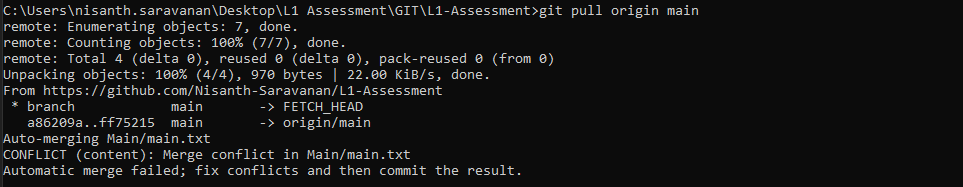 C:\Users\nisanth.saravanan\Desktop\L1 Assessment\GIT\L1-Assessment>git pull origin main
remote: Enumerating objects: 7, done.
remote: Counting objects: 100% (7/7), done.
remote: Total 4 (delta 0), reused 0 (delta 0), pack-reused 0 (from 0)
Unpacking objects: 100% (4/4), 970 bytes | 22.00 KiB/s, done.
From https://github.com/Nisanth-Saravanan/L1-Assessment
 * branch            main       -> FETCH_HEAD
   a86209a..ff75215  main       -> origin/main
Auto-merging Main/main.txt
CONFLICT (content): Merge conflict in Main/main.txt
Automatic merge failed; fix conflicts and then commit the result.